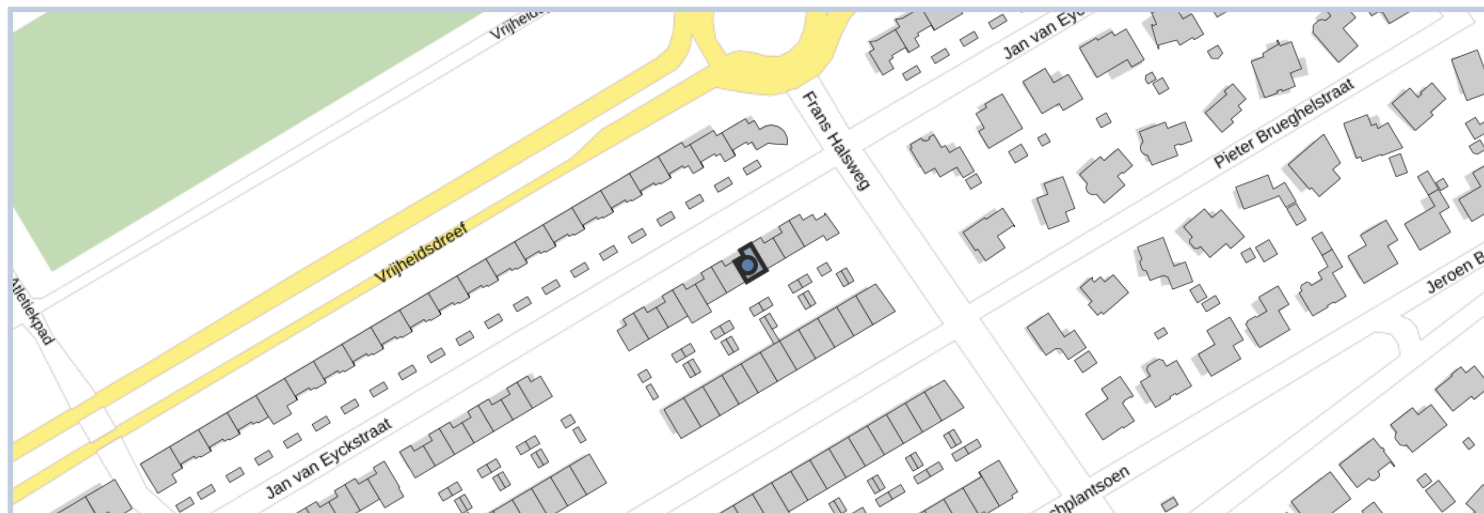 Jan van Eyc
Frans Halsweg
Pieter Brueghelstraat
Vrijheidsdreef
Atletiekpad
Jeroen B
Jan van Eyckstraat
chplantsoen